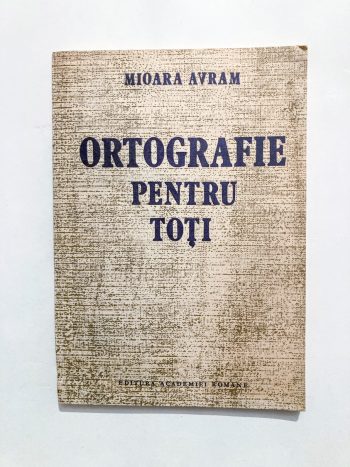 MIOARA AVRAM
ORTOGRAFIE
PENTRU
TOȚI
EDITURA ACADEMIEI ROMÂNE